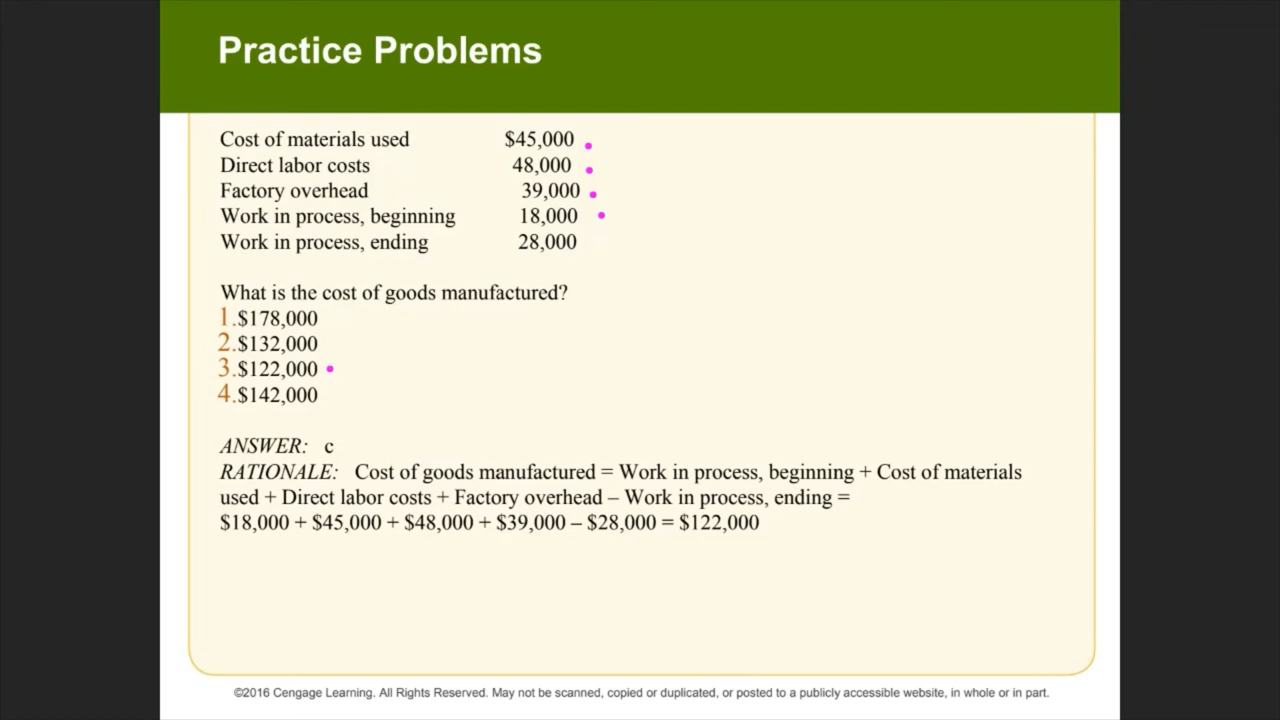 Practice Problems
Cost of materials used $45,000
Direct labor costs 48,000
Factory overhead 39,000
Work in process, beginning 18,000
Work in process, ending 28,000
What is the cost of goods manufactured?
1.$178,000
2.$132,000
3.$122,000
4.$142,000
ANSWER: c
RATIONALE: Cost of goods manufactured = Work in process, beginning + Cost of materials
used + Direct labor costs + Factory overhead – Work in process, ending =
$18,000 + $45,000 + $48,000 + $39,000 – $28,000 = $122,000
©2016 Cengage Learning. All Rights Reserved. May not be scanned, copied or duplicated, or posted to a publicly accessible website, in whole or in part.